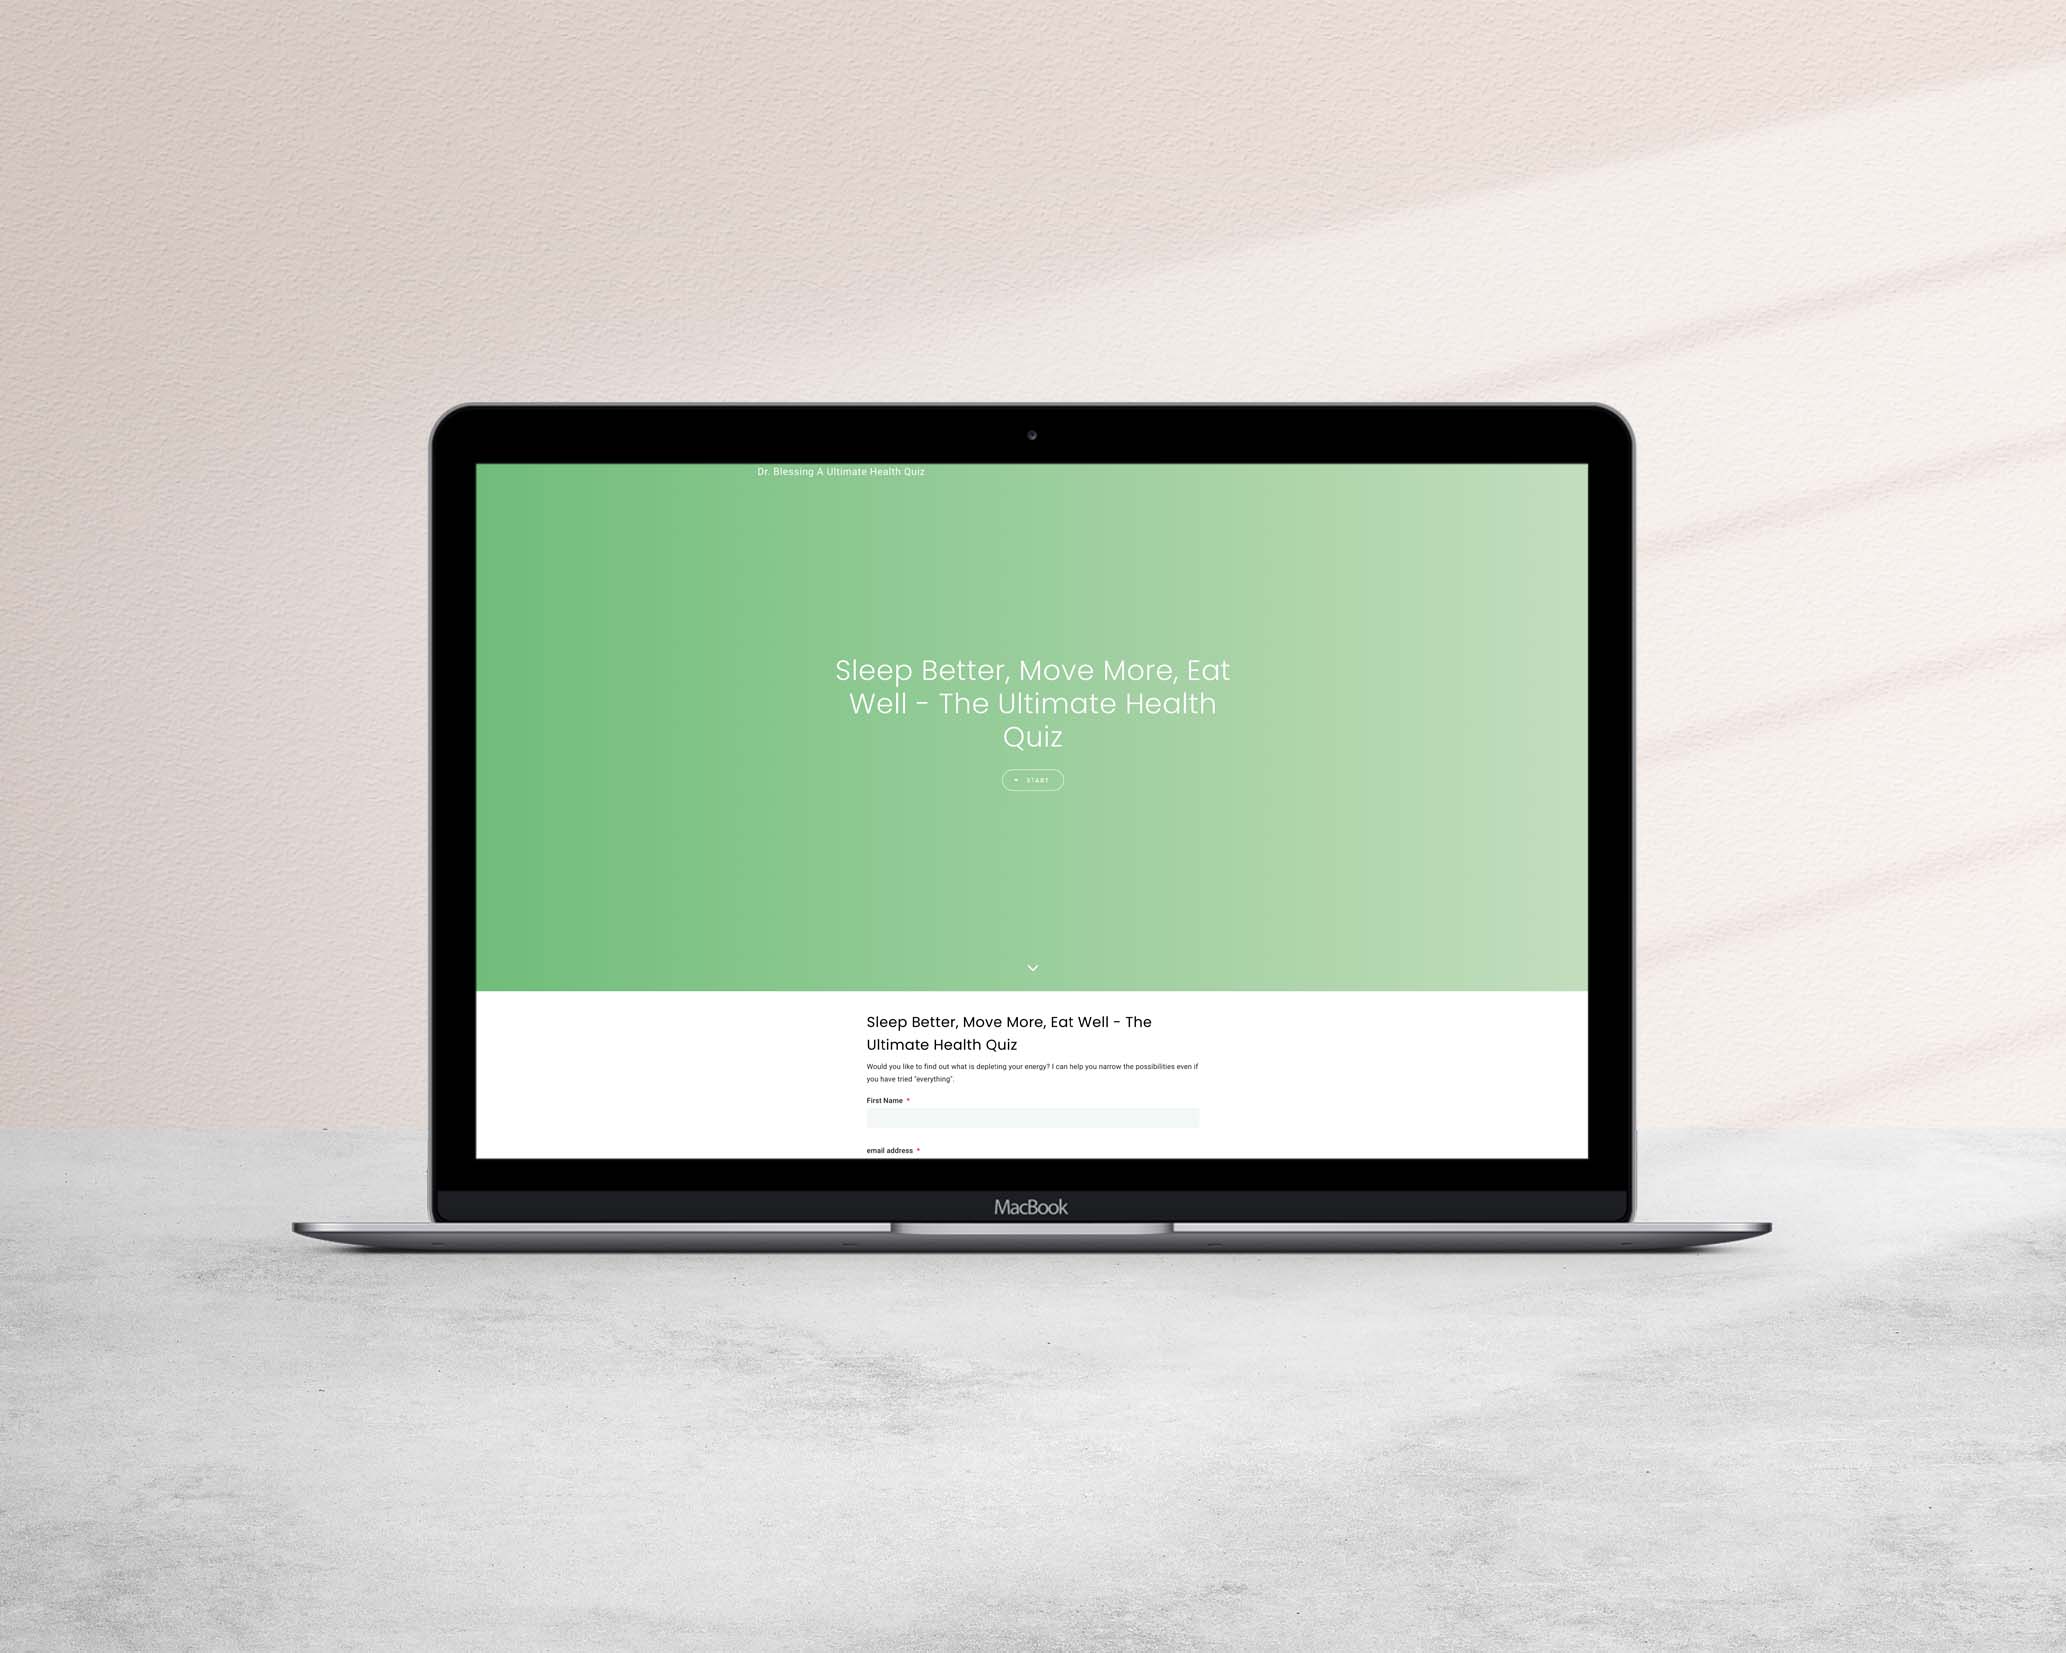 Dr. Blessing A Ultimate Health Quiz
Sleep Better, Move More, Eat
Well - The Ultimate Health
Quiz
START
Sleep Better, Move More, Eat Well - The
Ultimate Health Quiz
Would you like to find out what is depleting your energy? I can help you narrow the possibilities even if
you have tried "everything".
First Name *
email address *
MacBook